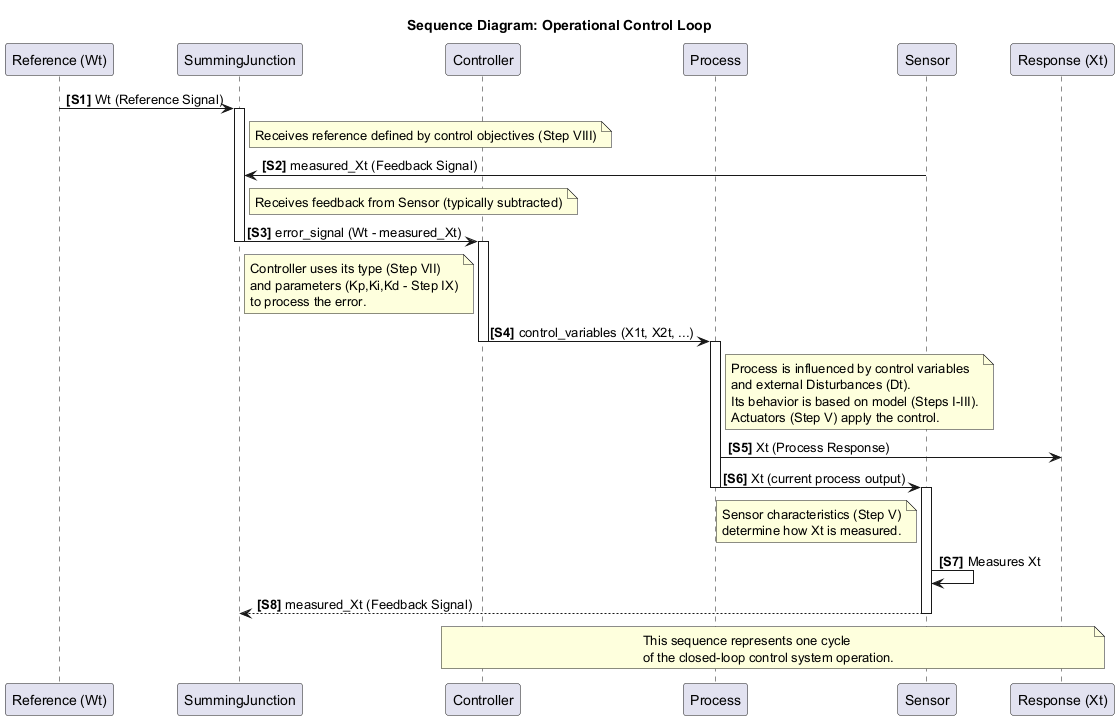 Sequence Diagram: Operational Control Loop
Reference (Wt)
SummingJunction
Controller
Process
Sensor
Response (Xt)
[S1] Wt (Reference Signal)
Receives reference defined by control objectives (Step VIII)
[S2] measured_Xt (Feedback Signal)
Receives feedback from Sensor (typically subtracted)
[S3] error_signal (Wt - measured_Xt)
Controller uses its type (Step VII)
and parameters (Kp,Ki,Kd - Step IX)
to process the error.
[S4] control_variables (X1t, X2t, ...)
Process is influenced by control variables
and external Disturbances (Dt).
Its behavior is based on model (Steps I-III).
Actuators (Step V) apply the control.
[S5] Xt (Process Response)
[S6] Xt (current process output)
Sensor characteristics (Step V)
determine how Xt is measured.
[S7] Measures Xt
[S8] measured_Xt (Feedback Signal)
This sequence represents one cycle
of the closed-loop control system operation.
Reference (Wt)
SummingJunction
Controller
Process
Sensor
Response (Xt)